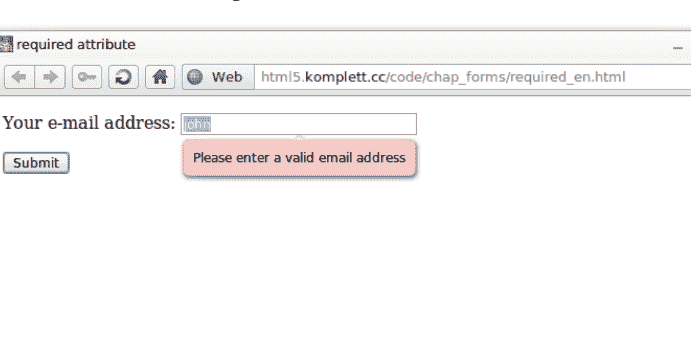 required attribute
Web html5.komplett.cc/code/chap_forms/required_en.html
Your e-mail address: john
Please enter a valid email address
Submit